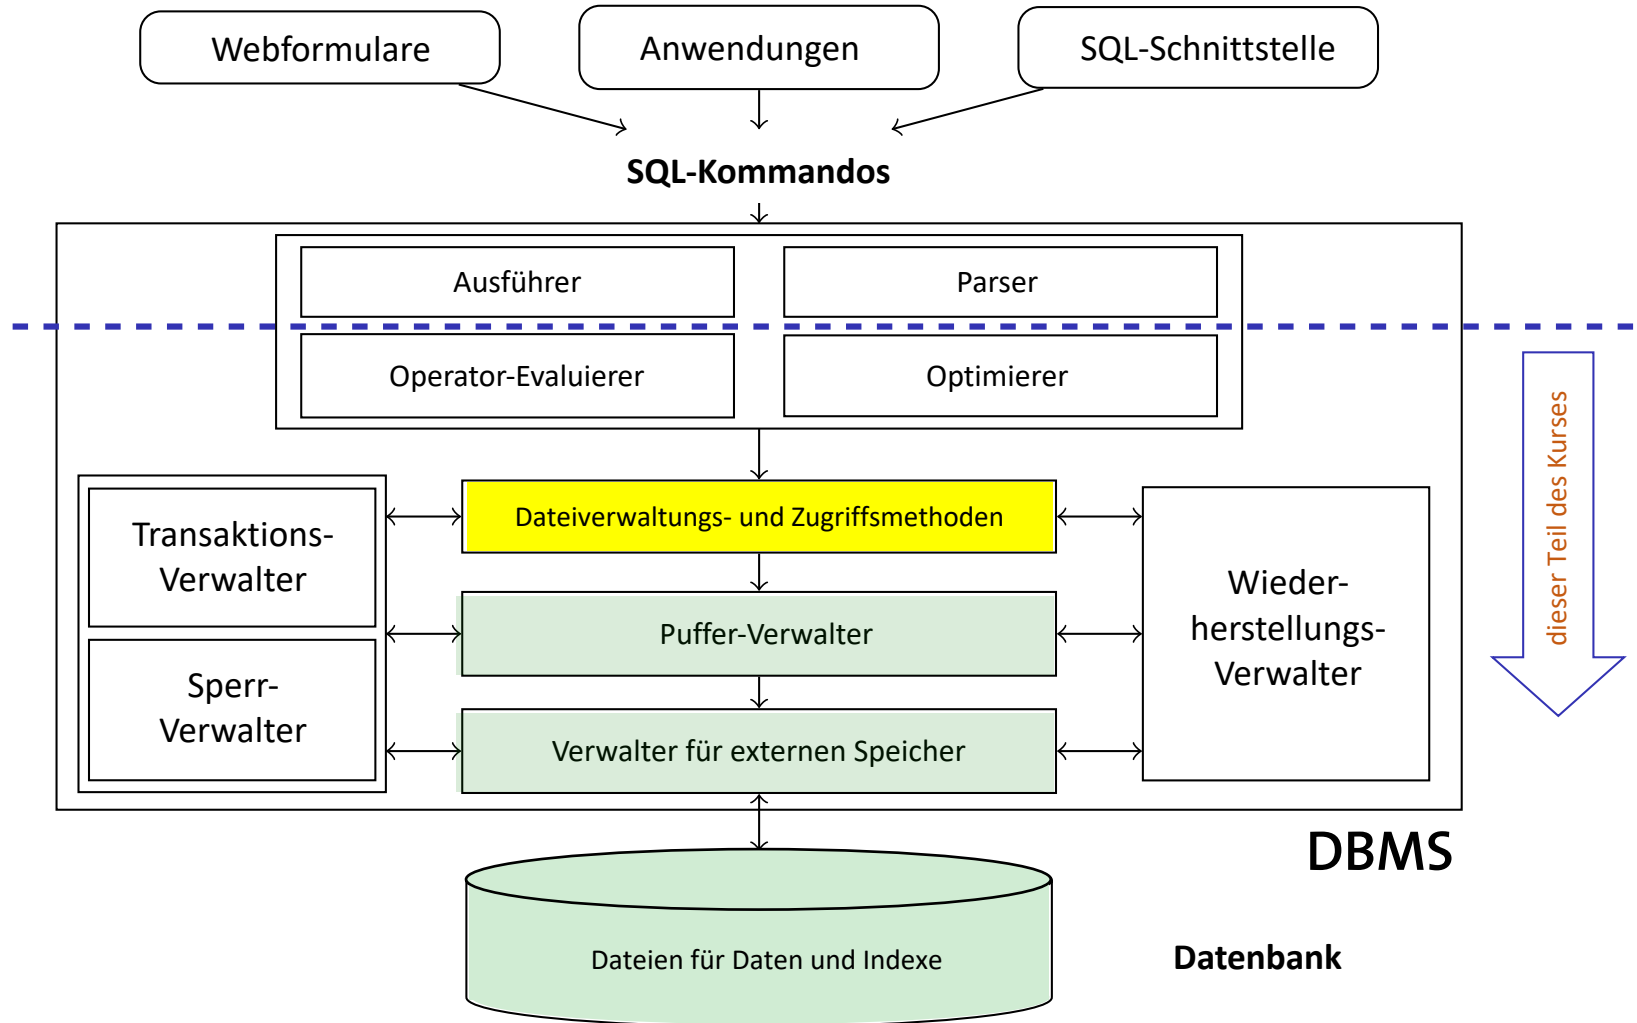 Webformulare
Anwendungen
SQL-Schnittstelle
SQL-Kommandos
Ausführer
Parser
Operator-Evaluierer
Optimierer
dieser Teil des Kurses
Transaktions-
Verwalter
Sperr-
Verwalter
Dateiverwaltungs- und Zugriffsmethoden
Puffer-Verwalter
Verwalter für externen Speicher
Wieder-
herstellungs-
Verwalter
DBMS
Dateien für Daten und Indexe
Datenbank